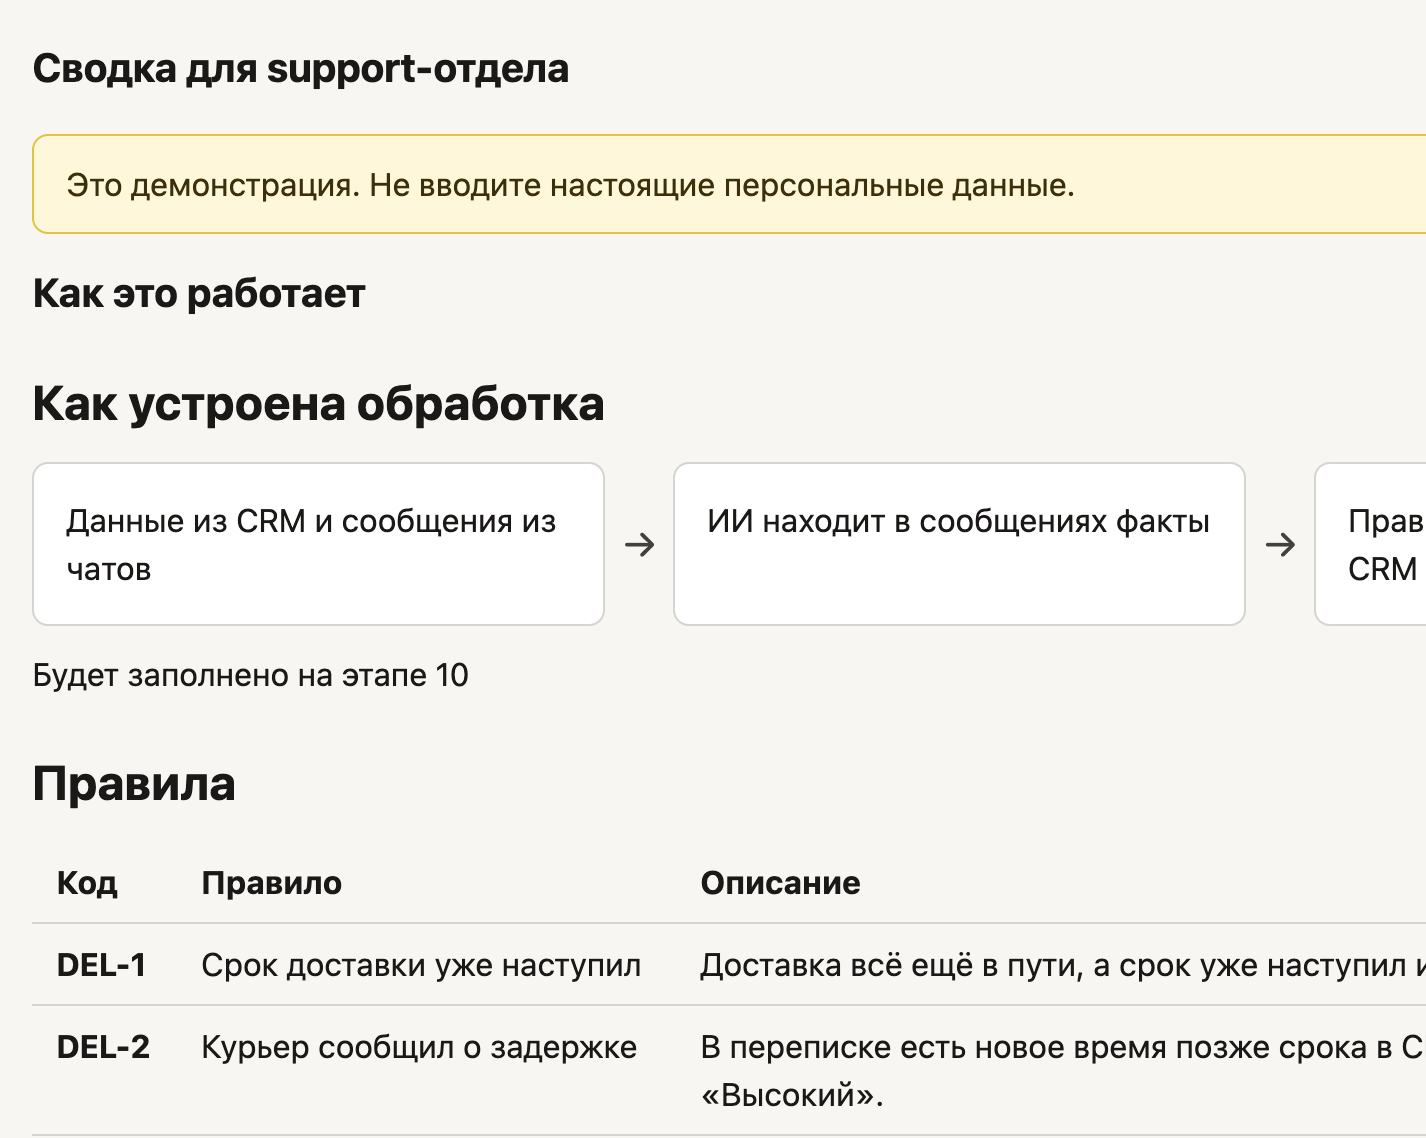 Сводка для support-отдела
Это демонстрация. Не вводите настоящие персональные данные.
Как это работает
Как устроена обработка
Данные из CRM и сообщения из
чатов
→
ИИ находит в сообщениях факты
→
Прав
CRM
Будет заполнено на этапе 10
Правила
Код Правило Описание
DEL-1 Срок доставки уже наступил Доставка всё ещё в пути, а срок уже наступил и
DEL-2 Курьер сообщил о задержке В переписке есть новое время позже срока в C
«Высокий».